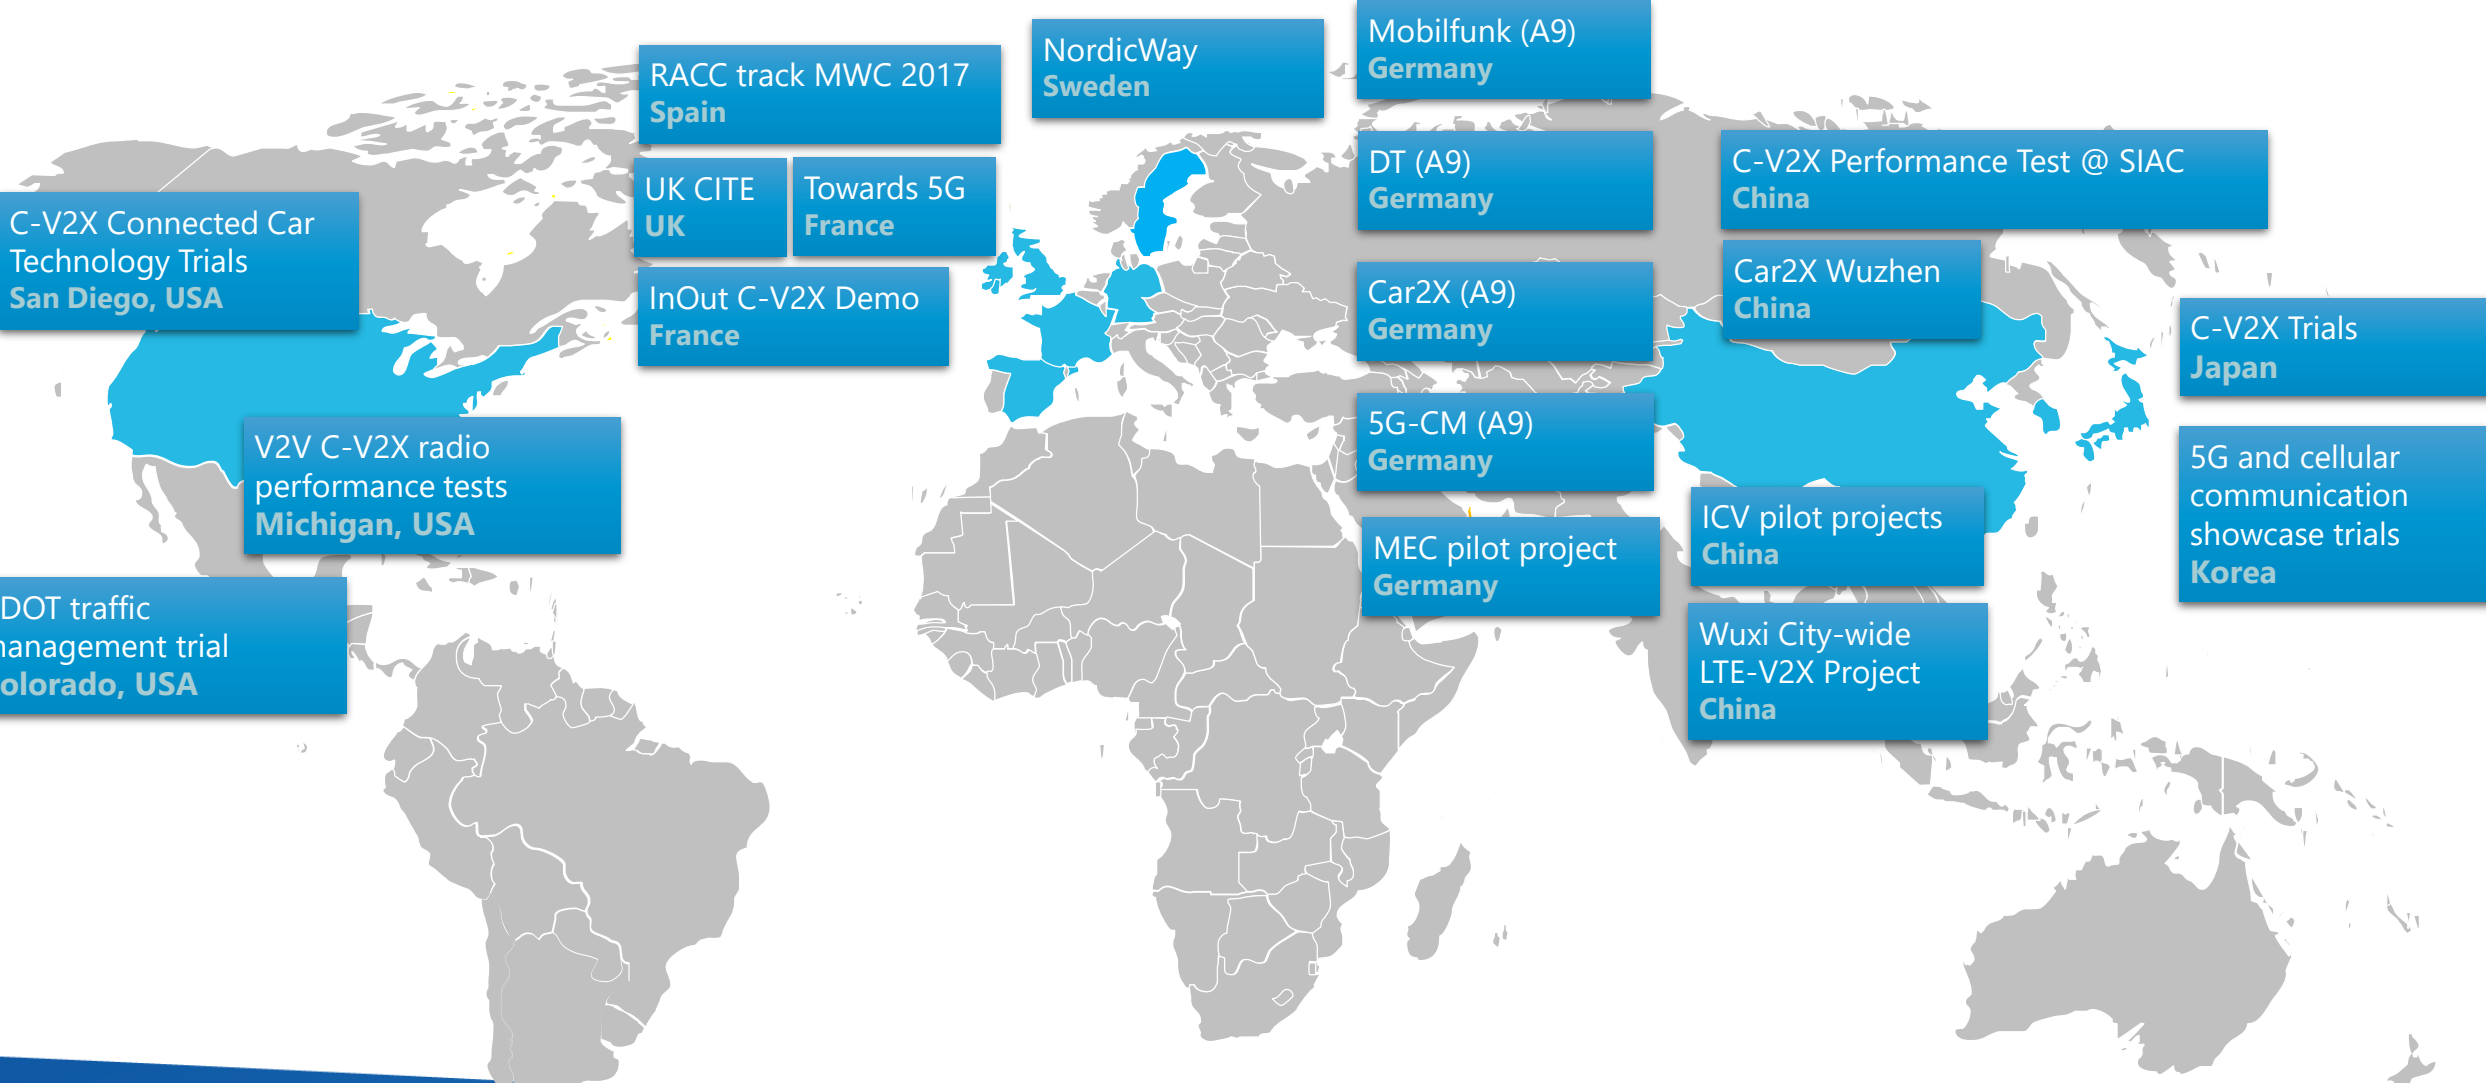 Mobilfunk (A9)
Germany
NordicWay
Sweden
RACC track MWC 2017
Spain
DT (A9)
Germany
C-V2X Performance Test @ SIAC
China
UK CITE
UK
Towards 5G
France
C-V2X Connected Car
Technology Trials
San Diego, USA
Car2X Wuzhen
China
Car2X (A9)
Germany
InOut C-V2X Demo
France
C-V2X Trials
Japan
5G-CM (A9)
Germany
V2V C-V2X radio
performance tests
Michigan, USA
5G and cellular
communication
showcase trials
Korea
ICV pilot projects
China
MEC pilot project
Germany
DOT traffic
anagement trial
olorado, USA
Wuxi City-wide
LTE-V2X Project
China